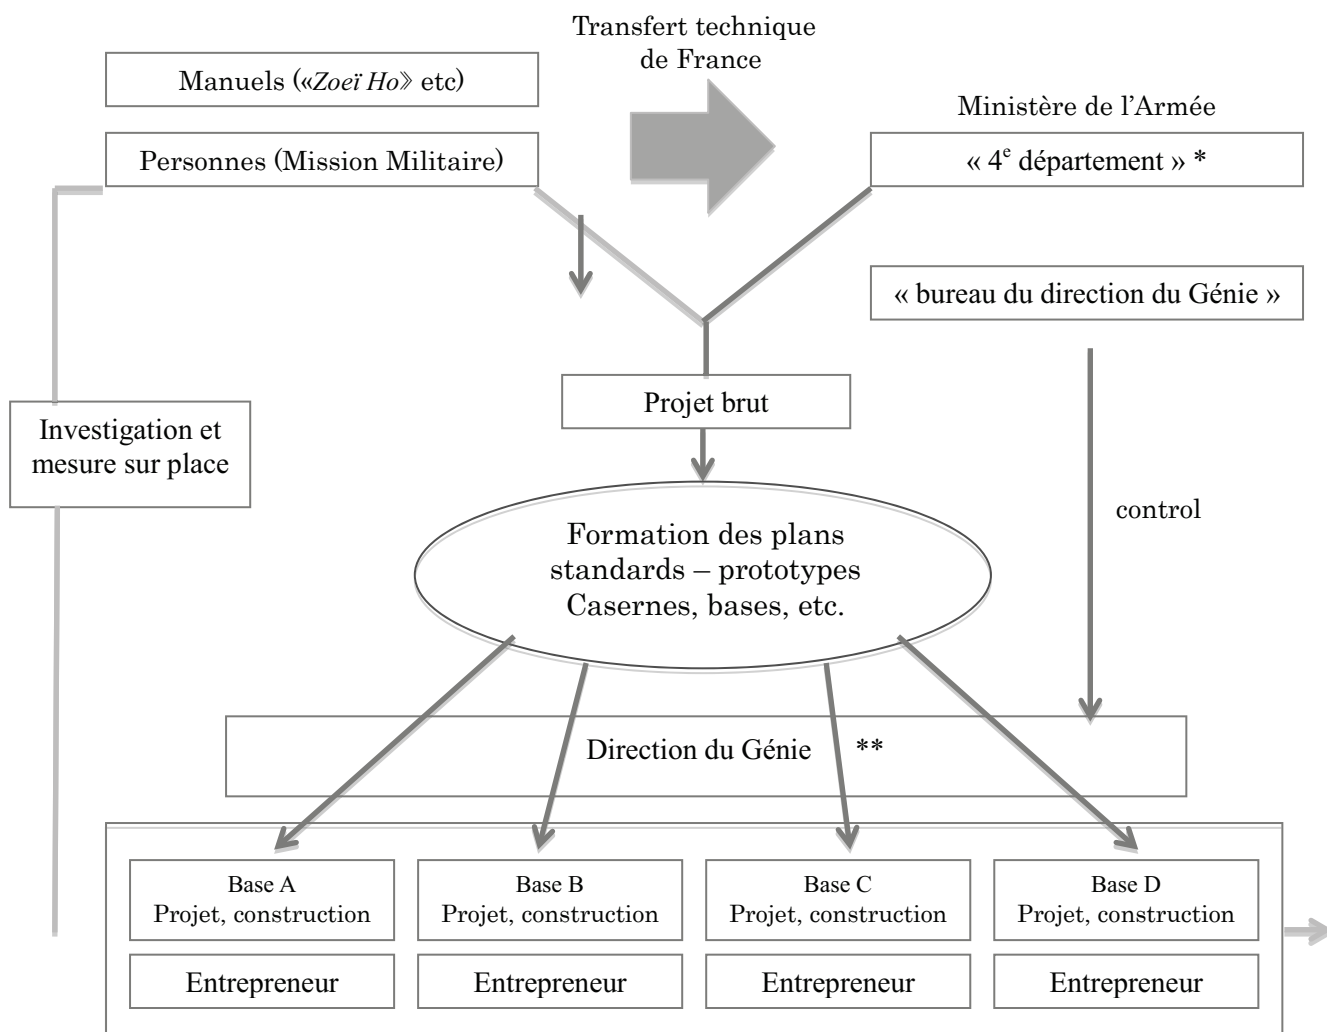 Transfert technique
de France
Manuels («Zoeï Ho» etc)
Ministère de l’Armée
Personnes (Mission Militaire)
« 4e département » *
« bureau du direction du Génie »
Projet brut
Investigation et
mesure sur place
control
Formation des plans
standards – prototypes
Casernes, bases, etc.
Direction du Génie **
Base A
Projet, construction
Entrepreneur
Base B
Projet, construction
Entrepreneur
Base C
Projet, construction
Entrepreneur
Base D
Projet, construction
Entrepreneur